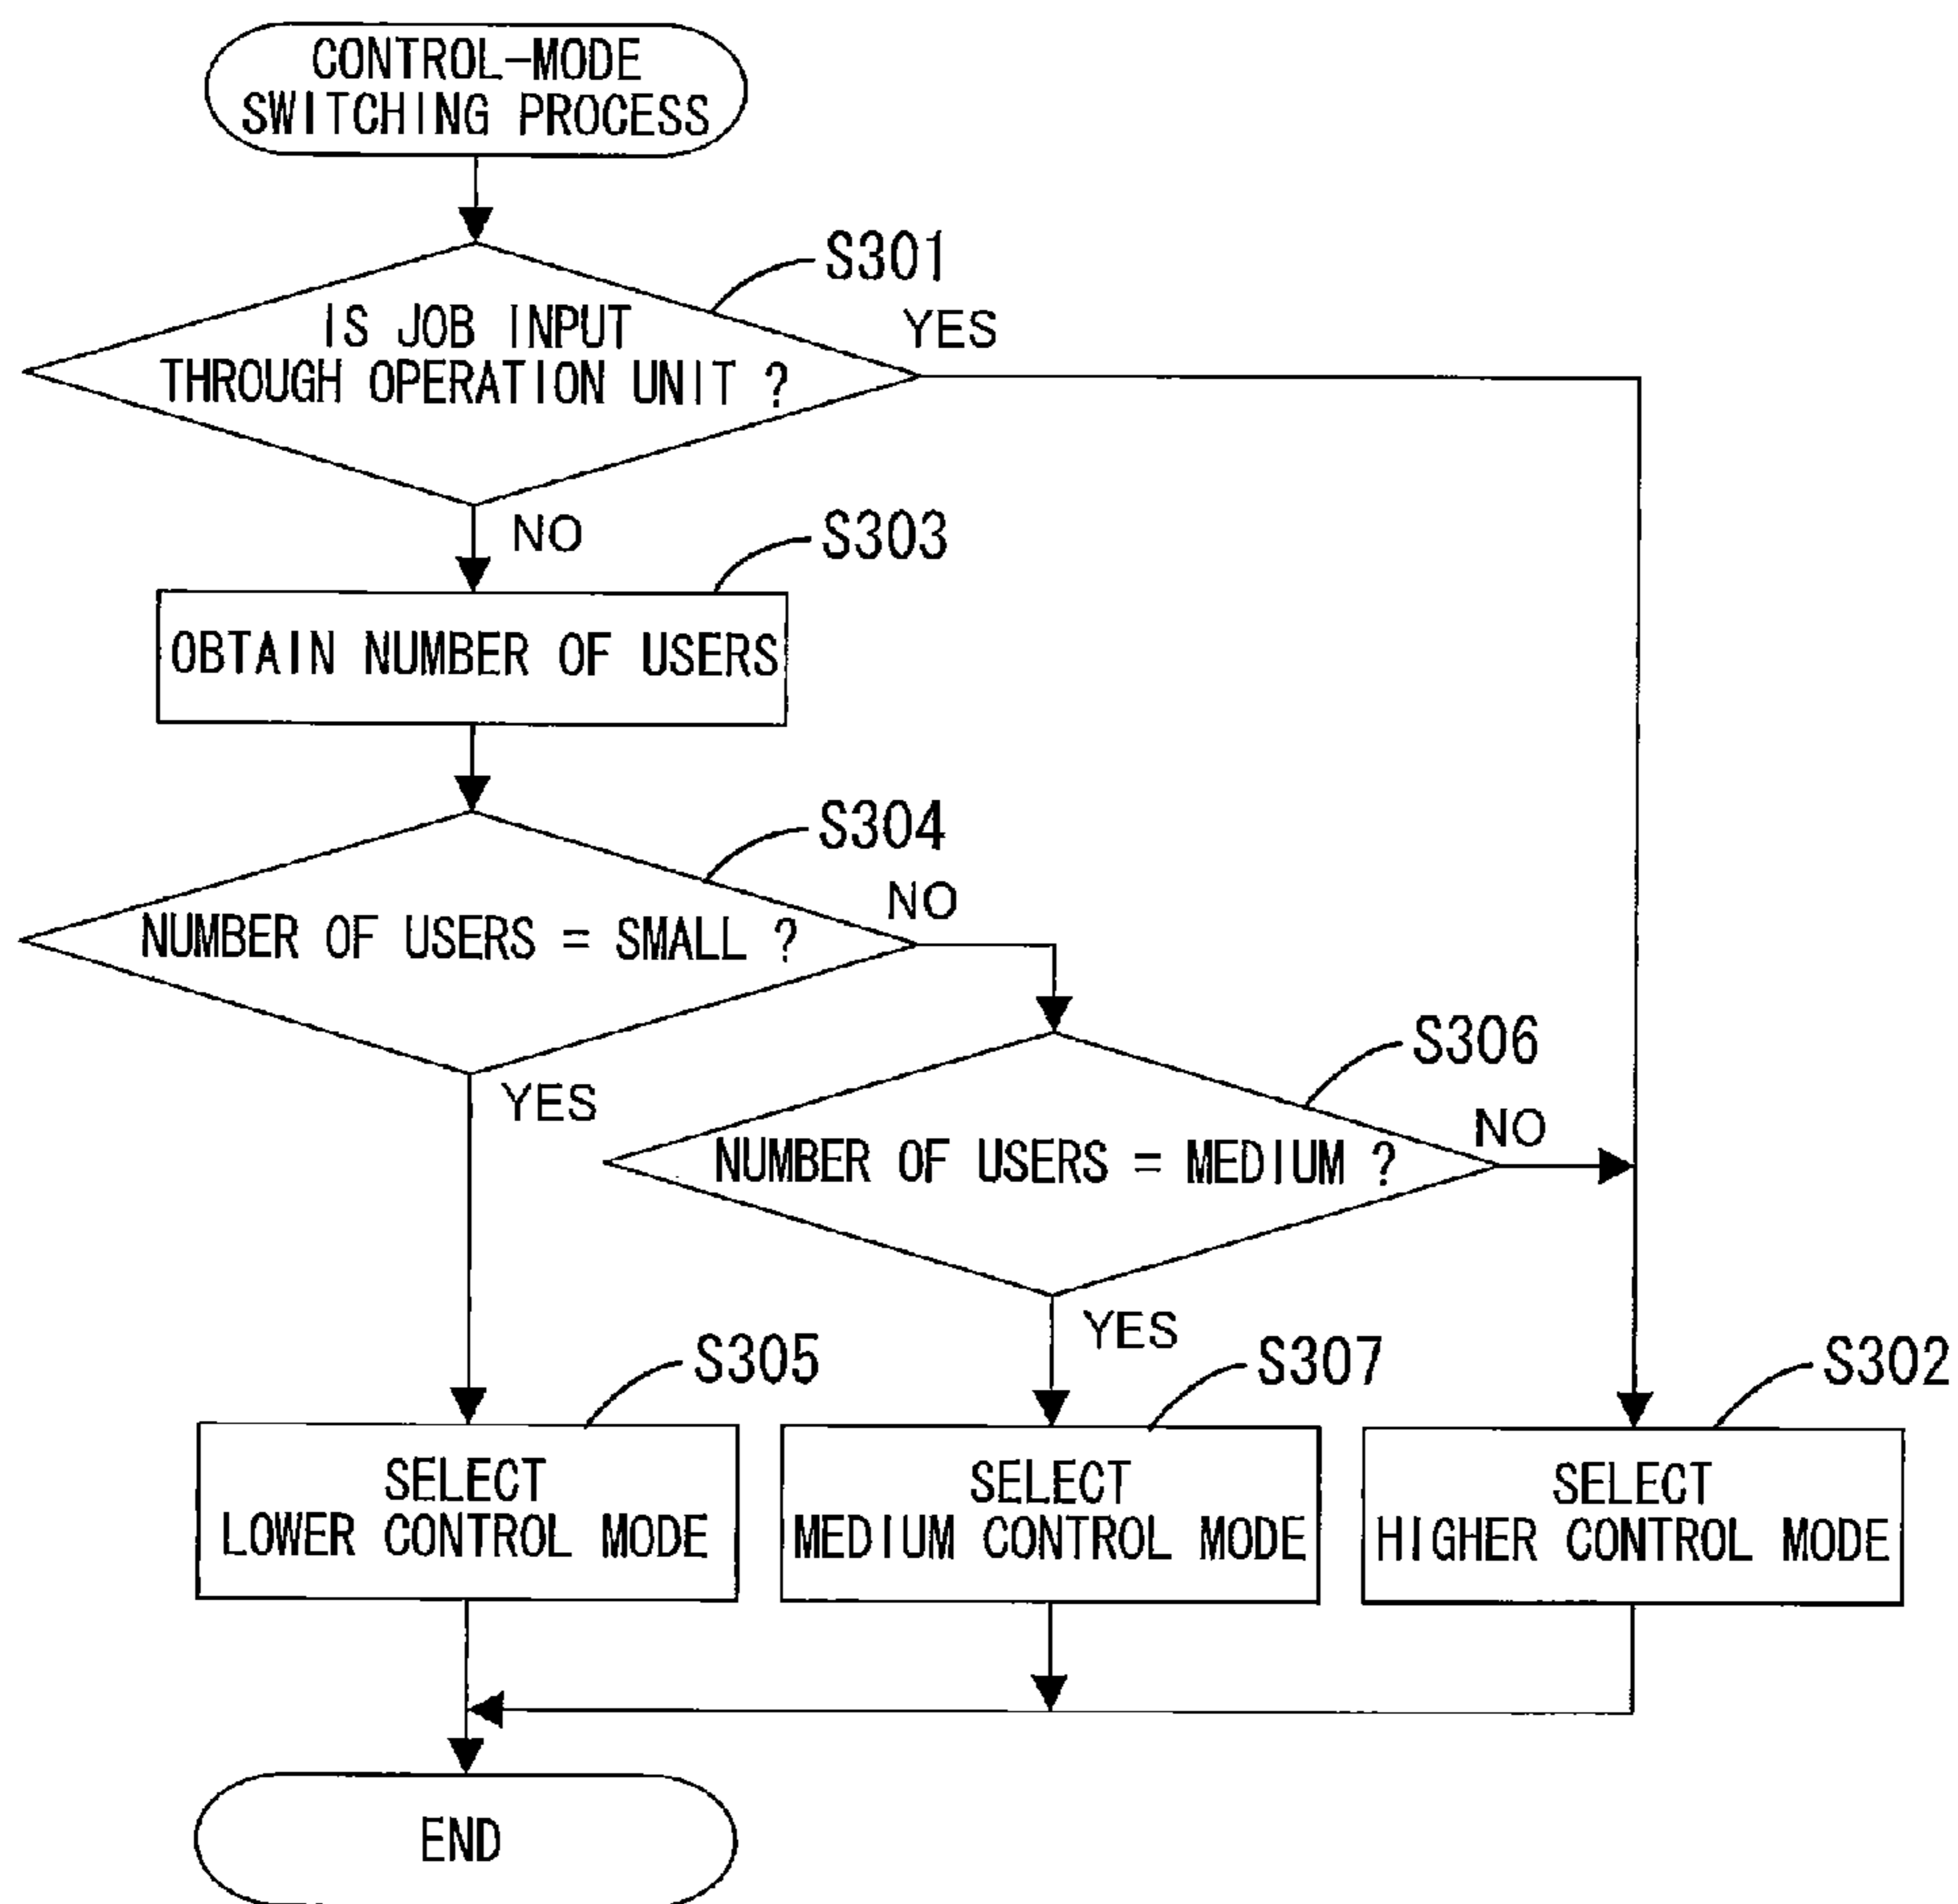 CONTROL-MODE
SWITCHING PROCESS
S301
IS JOB INPUT
THROUGH OPERATION UNIT ?
YES
NO
S303
OBTAIN NUMBER OF USERS
S304
NUMBER OF USERS = SMALL ?
NO
YES
S306
NUMBER OF USERS = MEDIUM ?
NO
YES
S305
SELECT
LOWER CONTROL MODE
S307
SELECT
MEDIUM CONTROL MODE
S302
SELECT
HIGHER CONTROL MODE
END